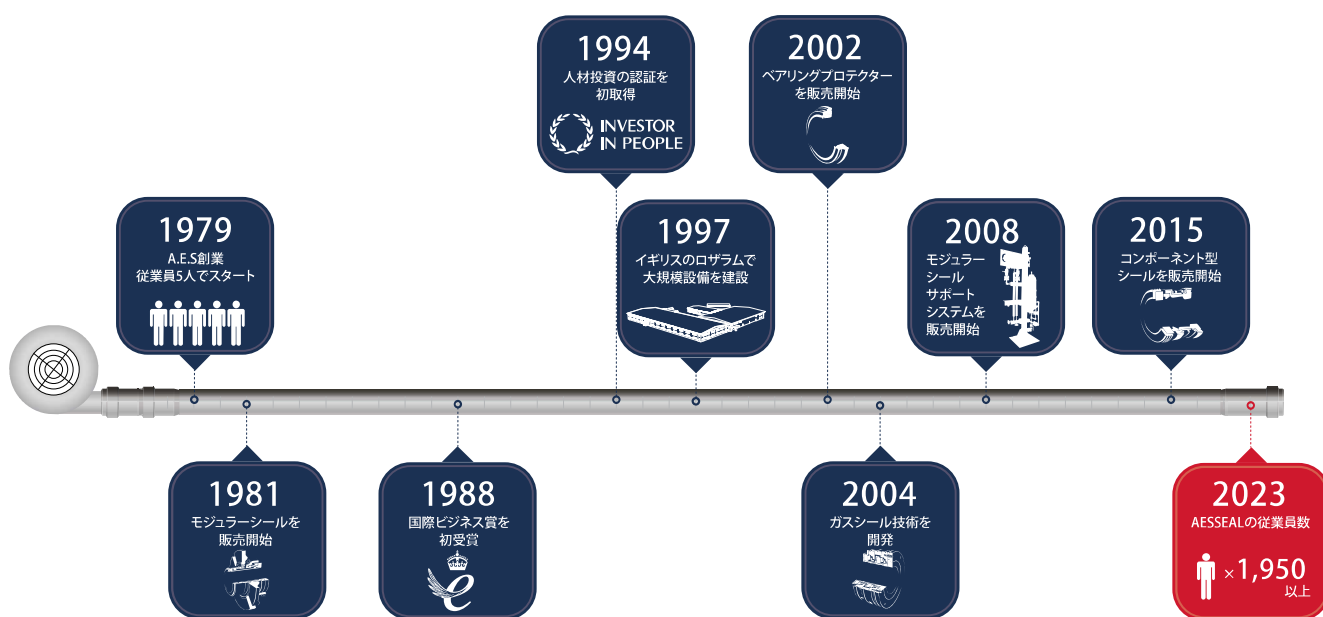 1994
人材投資の認証を
初取得
INVESTOR
IN PEOPLE
2002
ベアリングプロテクター
を販売開始
1979
A.E.S創業
従業員5人でスタート
1997
イギリスのロザラムで
大規模設備を建設
2008
モジュラー
シール
サポート
システムを
販売開始
2015
コンポーネント型
シールを販売開始
1981
モジュラーシールを
販売開始
1988
国際ビジネス賞を
初受賞
2004
ガスシール技術を
開発
2023
AESSEALの従業員数
×1,950
以上